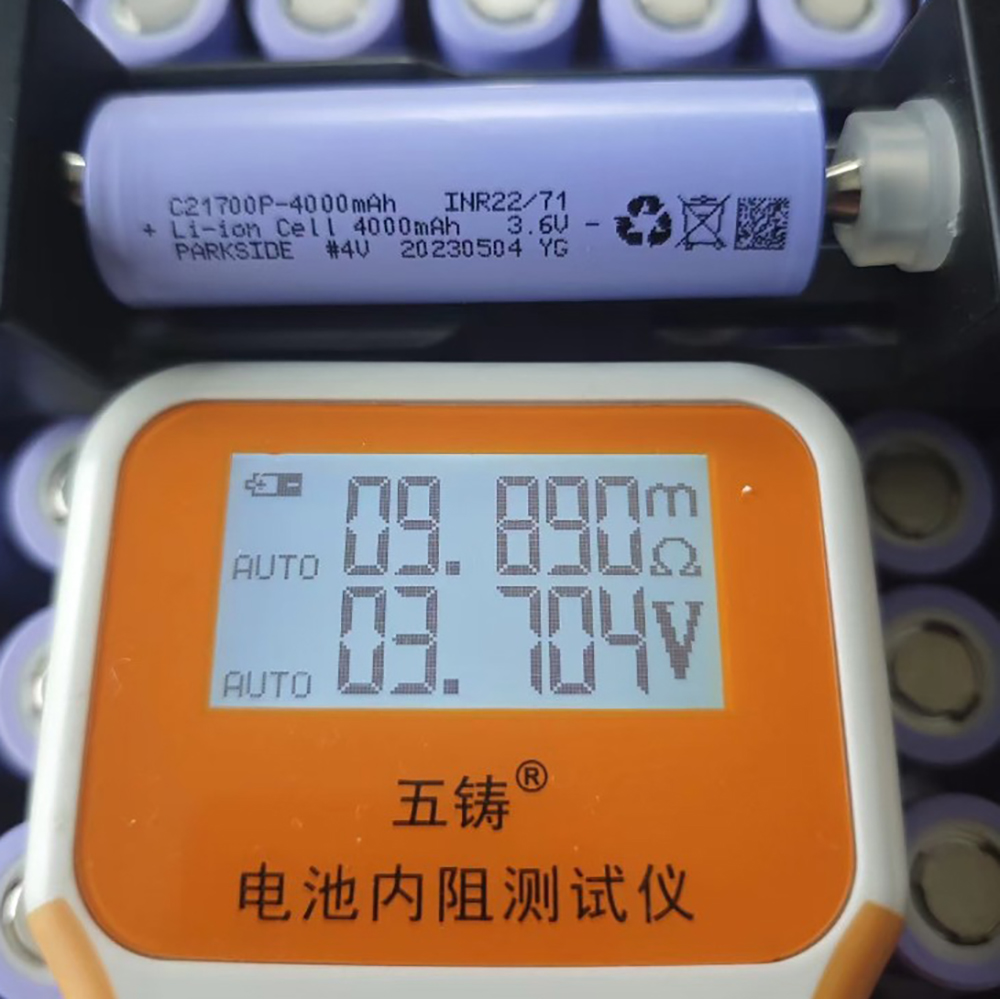 C21700P-4000mAh INR22/71
+ Li-ion Cell 4000mAh 3.6V -
PARKSIDE #4V 20230504 YG
09.890mΩ
AUTO
03.704V
AUTO
五铸®
电池内阻测试仪